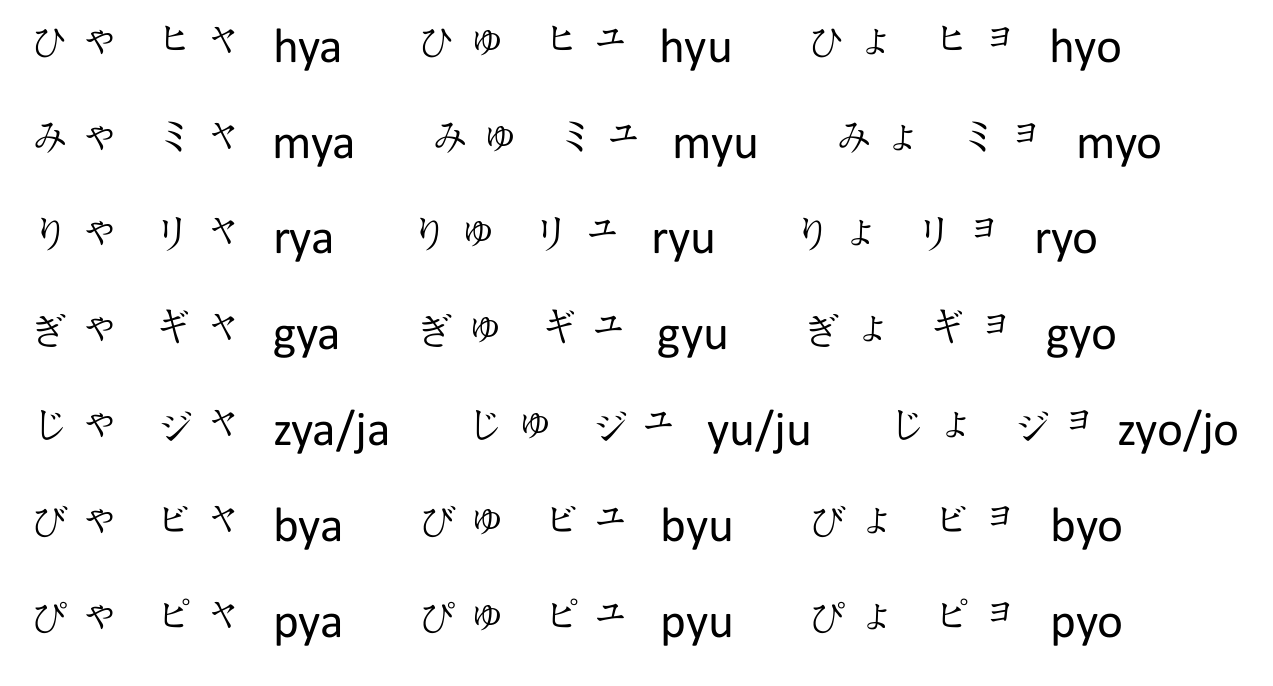 ひゃ ヒャ hya ひゅ ヒュ hyu ひょ ヒョ hyo
みゃ ミャ mya みゅ ミュ myu みょ ミョ myo
りゃ リャ rya りゅ リュ ryu りょ リョ ryo
ぎゃ ギャ gya ぎゅ ギュ gyu ぎょ ギョ gyo
じゃ ジャ zya/ja じゅ ジュ yu/ju じょ ジョ zyo/jo
びゃ ビャ bya びゅ ビュ byu びょ ビョ byo
ぴゃ ピャ pya ぴゅ ピュ pyu ぴょ ピョ pyo